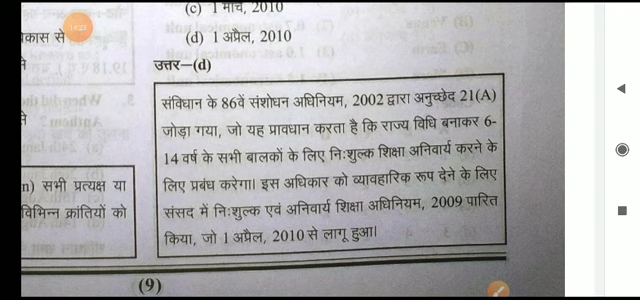 (c) 1 मार्च, 2010
(d) 1 अप्रैल, 2010
उत्तर–(d)
संविधान के 86वें संशोधन अधिनियम, 2002 द्वारा अनुच्छेद 21(A)
जोड़ा गया, जो यह प्रावधान करता है कि राज्य विधि बनाकर 6-
14 वर्ष के सभी बालकों के लिए निःशुल्क शिक्षा अनिवार्य करने के
लिए प्रबंध करेगा। इस अधिकार को व्यावहारिक रूप देने के लिए
संसद में निःशुल्क एवं अनिवार्य शिक्षा अधिनियम, 2009 पारित
किया, जो 1 अप्रैल, 2010 से लागू हुआ।
से
सभी प्रत्यक्ष या
विभिन्न क्रांतियों को
(9)